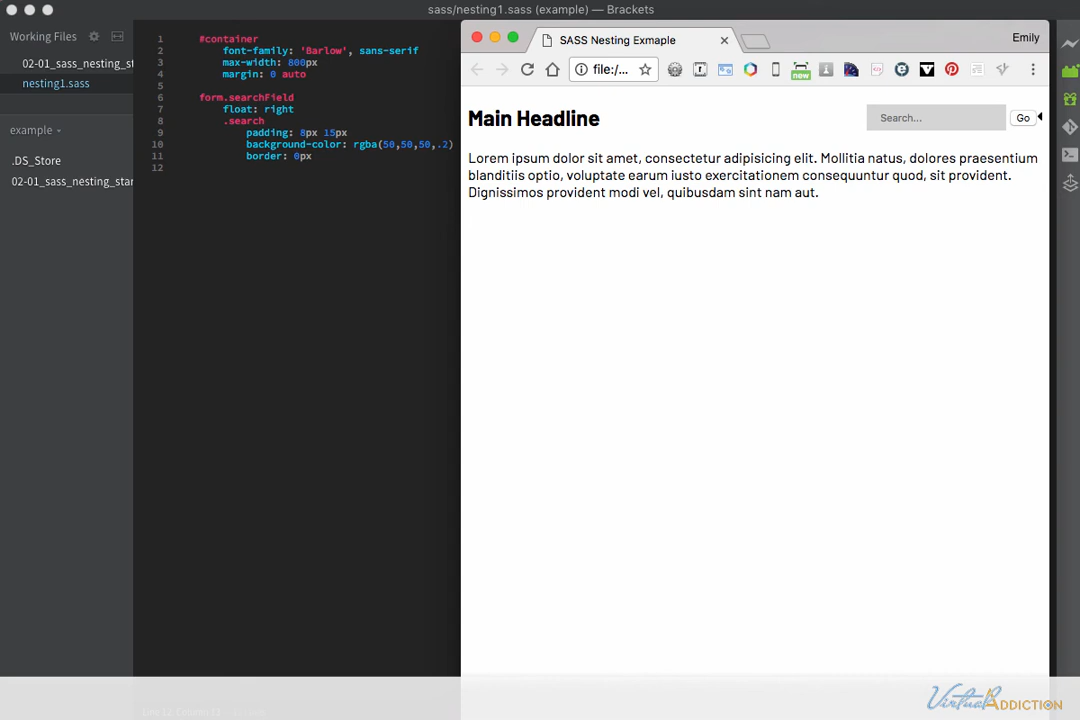 sass/nesting1.sass (example) — Brackets
Working Files
02-01_sass_nesting_st
nesting1.sass
example
.DS_Store
02-01_sass_nesting_star
1 #container
2 font-family: 'Barlow', sans-serif
3 max-width: 800px
4 margin: 0 auto
5
6 form.searchField
7 float: right
8 .search
9 padding: 8px 15px
10 background-color: rgba(50,50,50,.2)
11 border: 0px
12
SASS Nesting Exmaple
Emily
file:/...
new
Main Headline
Search...
Go
Lorem ipsum dolor sit amet, consectetur adipisicing elit. Mollitia natus, dolores praesentium
blanditiis optio, voluptate earum iusto exercitationem consequuntur quod, sit provident.
Dignissimos provident modi vel, quibusdam sint nam aut.
Virtual ADDICTION